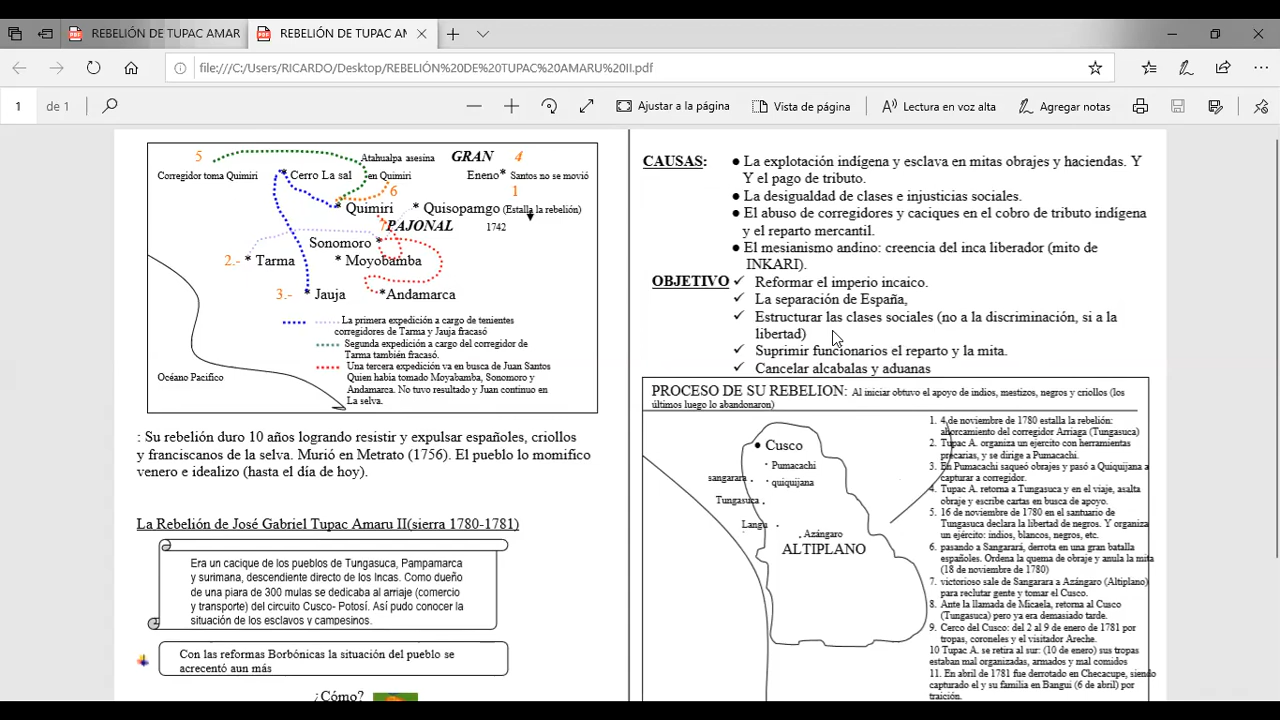 REBELIÓN DE TUPAC AMAR
REBELIÓN DE TUPAC AM
file:///C:/Users/RICARDO/Desktop/REBELIÓN%20DE%20TUPAC%20AMARU%20II.pdf
1 de 1
Ajustar a la página
Vista de página
Lectura en voz alta
Agregar notas
5 Atahualpa asesina GRAN 4
Corregidor toma Quimiri * Cerro La sal en Quimiri Eneno* Santos no se movió
6 1
* Quimiri * Quisopamgo (Estalla la rebelión)
PAJONAL 1742
Sonomoro *
2.- * Tarma * Moyobamba
3.- * Jauja *Andamarca
La primera expedición a cargo de tenientes
corregidores de Tarma y Jauja fracasó
Segunda expedición a cargo del corregidor de
Tarma también fracasó.
Una tercera expedición va en busca de Juan Santos
Quien había tomado Moyabamba, Sonomoro y
Andamarca. No tuvo resultado y Juan continuo en
La selva.
Océano Pacifico
: Su rebelión duro 10 años logrando resistir y expulsar españoles, criollos
y franciscanos de la selva. Murió en Metrato (1756). El pueblo lo momifico
venero e idealizo (hasta el día de hoy).
La Rebelión de José Gabriel Tupac Amaru II(sierra 1780-1781)
Era un cacique de los pueblos de Tungasuca, Pampamarca
y surimana, descendiente directo de los Incas. Como dueño
de una piara de 300 mulas se dedicaba al arriaje (comercio
y transporte) del circuito Cusco- Potosí. Así pudo conocer la
situación de los esclavos y campesinos.
Con las reformas Borbónicas la situación del pueblo se
acrecentó aun más
¿Cómo?
CAUSAS: ● La explotación indígena y esclava en mitas obrajes y haciendas. Y
Y el pago de tributo.
● La desigualdad de clases e injusticias sociales.
● El abuso de corregidores y caciques en el cobro de tributo indígena
y el reparto mercantil.
● El mesianismo andino: creencia del inca liberador (mito de
INKARI).
OBJETIVO ✓ Reformar el imperio incaico.
✓ La separación de España,
✓ Estructurar las clases sociales (no a la discriminación, si a la
libertad)
✓ Suprimir funcionarios el reparto y la mita.
✓ Cancelar alcabalas y aduanas
PROCESO DE SU REBELION: Al iniciar obtuvo el apoyo de indios, mestizos, negros y criollos (los
últimos luego lo abandonaron)
Cusco
Pumacachi
sangarara
quiquijana
Tungasuca
Langu
Azángaro
ALTIPLANO
1. 4 de noviembre de 1780 estalla la rebelión:
ahorcamiento del corregidor Arriaga (Tungasuca)
2. Tupac A. organiza un ejercito con herramientas
precarias, y se dirige a Pumacachi.
3. En Pumacachi saqueó obrajes y pasó a Quiquijana a
capturar a corregidor.
4. Tupac A. retorna a Tungasuca y en el viaje, asalta
obraje y escribe cartas en busca de apoyo.
5. 16 de noviembre de 1780 en el santuario de
Tungasuca declara la libertad de negros. Y organiza
un ejército: indios, blancos, negros, etc.
6. pasando a Sangarará, derrota en una gran batalla
españoles. Ordena la quema de obraje y anula la mita
(18 de noviembre de 1780)
7. victorioso sale de Sangarara a Azángaro (Altiplano)
para reclutar gente y tomar el Cusco.
8. Ante la llamada de Micaela, retorna al Cusco
(Tungasuca) pero ya era demasiado tarde.
9. Cerco del Cusco: del 2 al 9 de enero de 1781 por
tropas, coroneles y el visitador Areche.
10 Tupac A. se retira al sur: (10 de enero) sus tropas
estaban mal organizadas, armados y mal comidos
11. En abril de 1781 fue derrotado en Checacupe, siendo
capturado el y su familia en Bangui (6 de abril) por
traición.